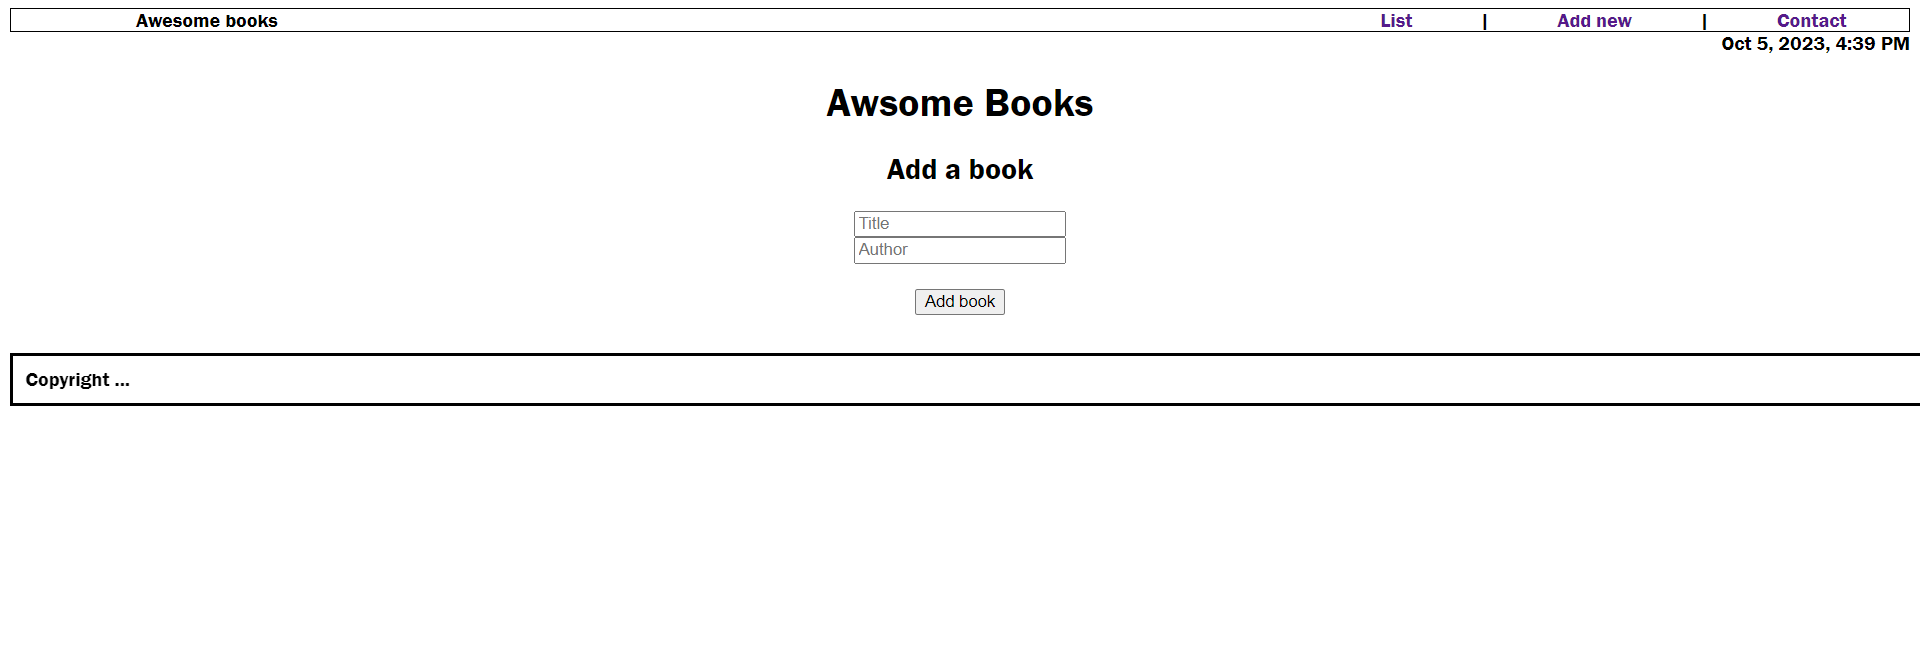 Awesome books List | Add new | Contact
Oct 5, 2023, 4:39 PM
Awsome Books
Add a book
Title
Author
Add book
Copyright ...